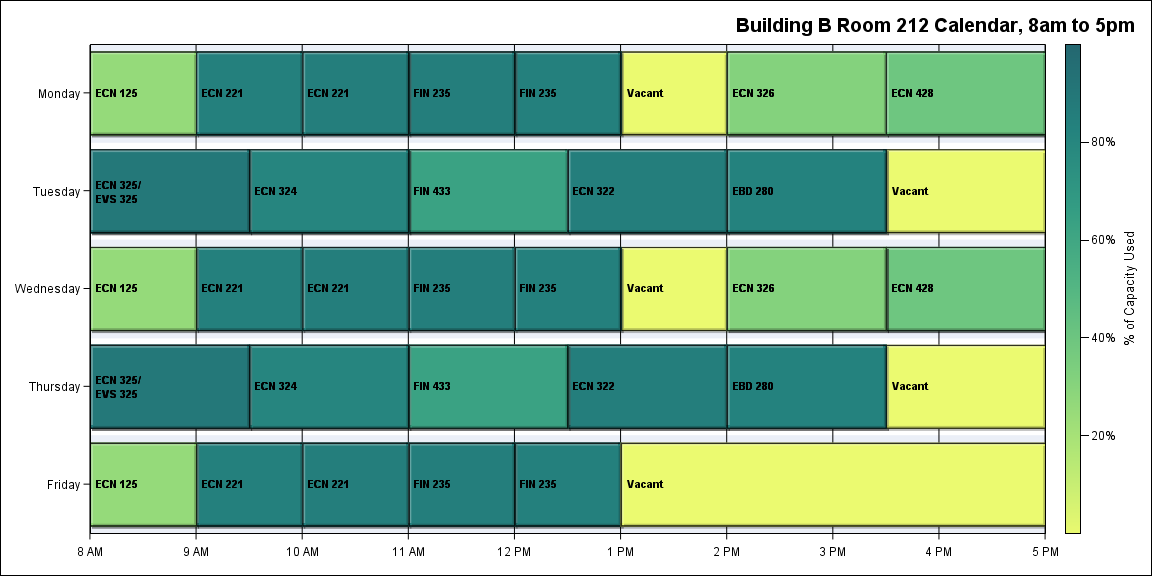 Building B Room 212 Calendar, 8am to 5pm
Monday
ECN 125
ECN 221
ECN 221
FIN 235
FIN 235
Vacant
ECN 326
ECN 428
Tuesday
ECN 325/
EVS 325
ECN 324
FIN 433
ECN 322
EBD 280
Vacant
Wednesday
ECN 125
ECN 221
ECN 221
FIN 235
FIN 235
Vacant
ECN 326
ECN 428
Thursday
ECN 325/
EVS 325
ECN 324
FIN 433
ECN 322
EBD 280
Vacant
Friday
ECN 125
ECN 221
ECN 221
FIN 235
FIN 235
Vacant
8 AM
9 AM
10 AM
11 AM
12 PM
1 PM
2 PM
3 PM
4 PM
5 PM
80%
60%
40%
20%
% of Capacity Used